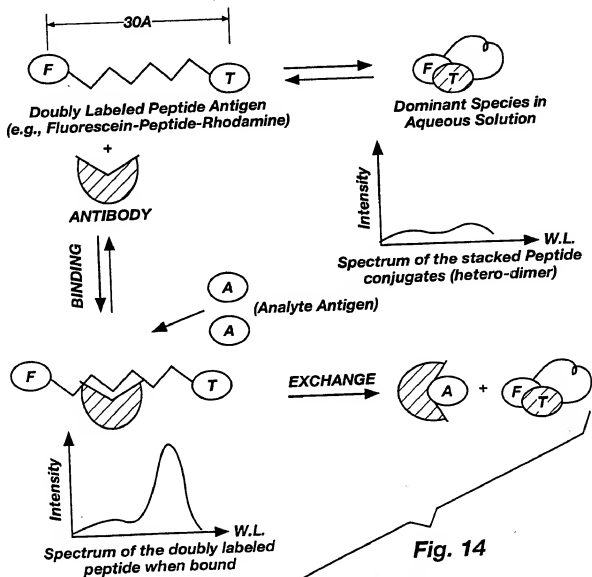 30A
F
T
F
T
Doubly Labeled Peptide Antigen
(e.g., Fluorescein-Peptide-Rhodamine)
Dominant Species in
Aqueous Solution
+
ANTIBODY
Intensity
W.L.
Spectrum of the stacked Peptide
conjugates (hetero-dimer)
BINDING
A
(Analyte Antigen)
A
F
T
EXCHANGE
A
+
F
T
Intensity
W.L.
Spectrum of the doubly labeled
peptide when bound
Fig. 14